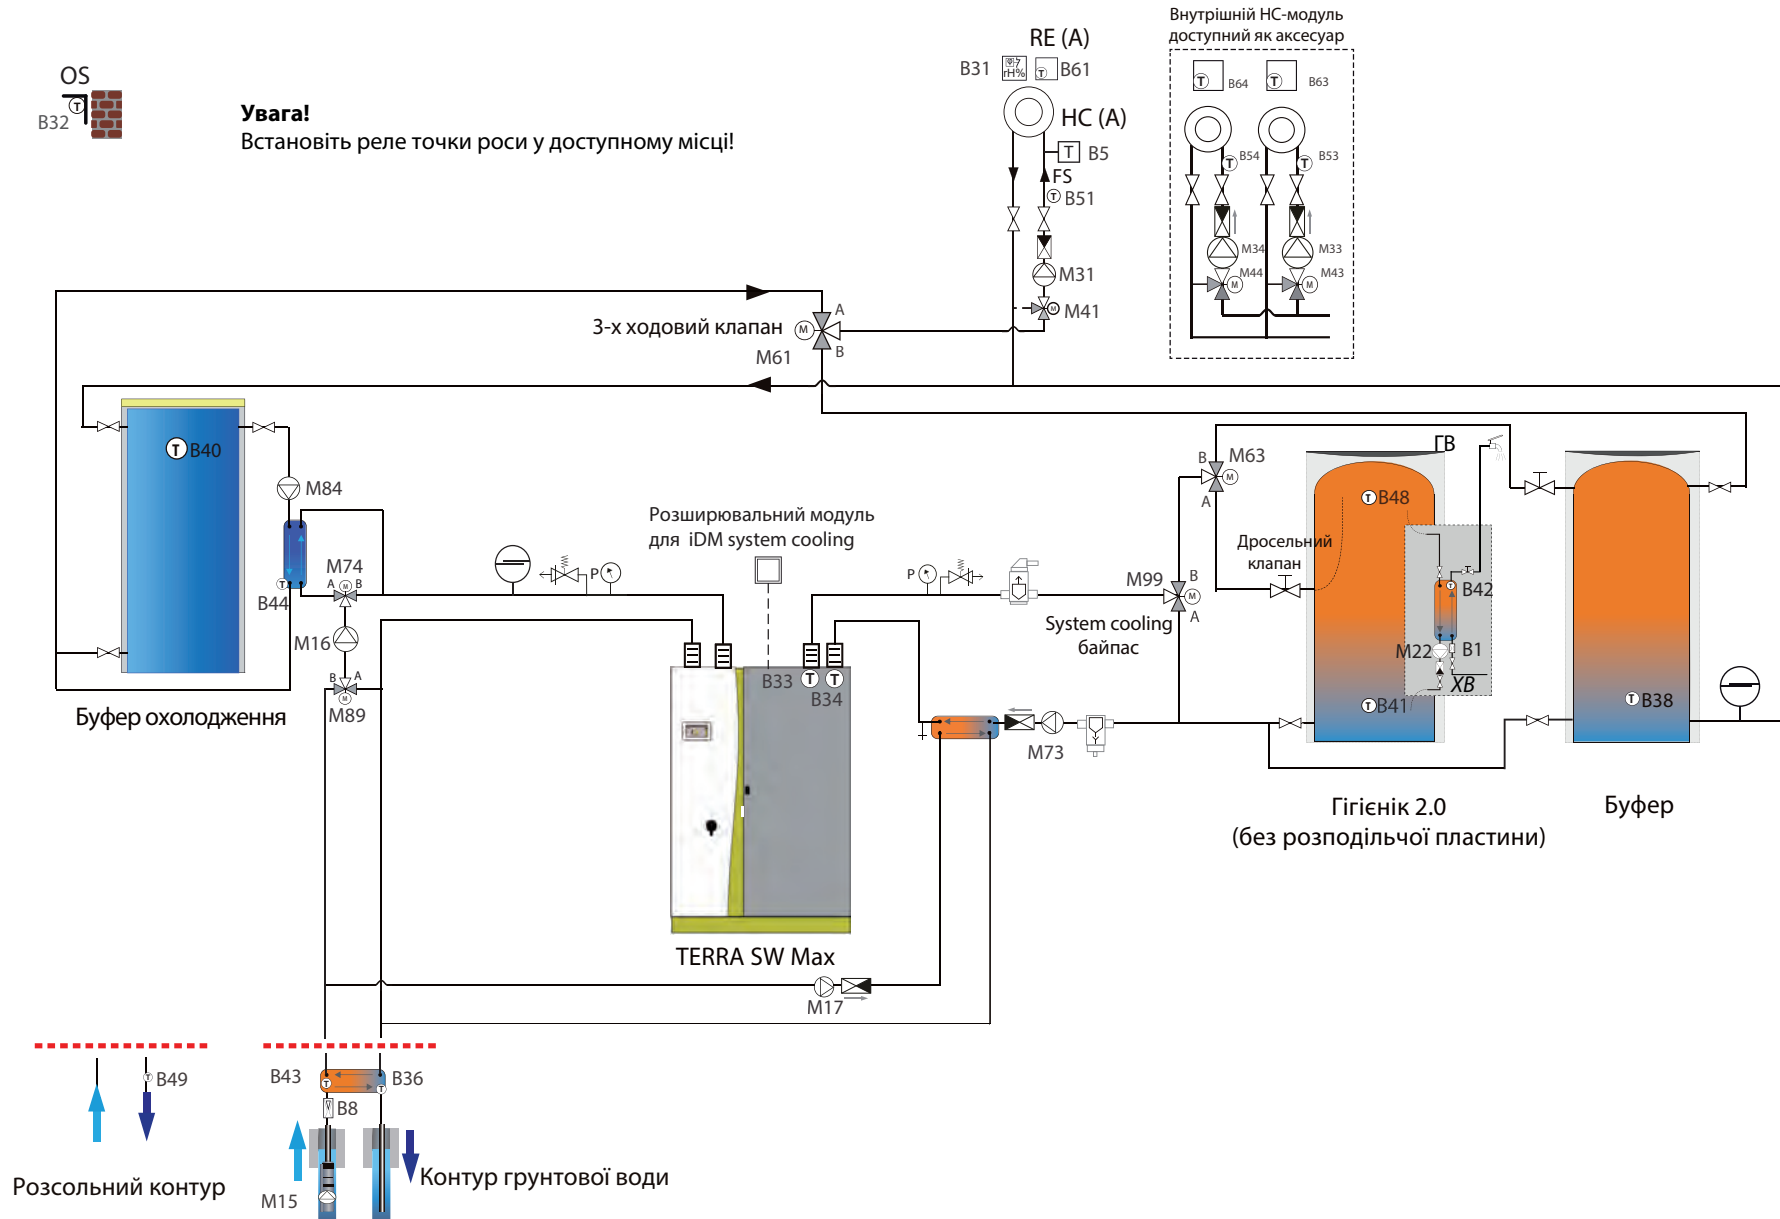 Внутрішній НС-модуль
доступний як аксесуар
RE (A)
B31
rH%
T
B61
T
B64
T
B63
OS
T
B32
Увага!
Встановіть реле точки роси у доступному місці!
HC (A)
T
B5
FS
T
B51
T
B54
T
B53
M31
M34
M33
M
M41
M
M44
M
M43
3-х ходовий клапан
M
A
B
M61
T
B40
M84
B
M63
M
A
ГВ
T
B48
Розширювальний модуль
для iDM system cooling
Дросельний
клапан
M74
A
M
B
T
B44
P
P
M99
B
M
A
T
B42
M16
System cooling
байпас
M22
B1
ХВ
B
A
M
M89
B33
T
T
B34
T
B41
T
B38
Буфер охолодження
M73
Гігієнік 2.0
(без розподільчої пластини)
Буфер
TERRA SW Max
M17
T
B49
B43
T
T
B36
B8
Розсольний контур
M15
Контур грунтової води